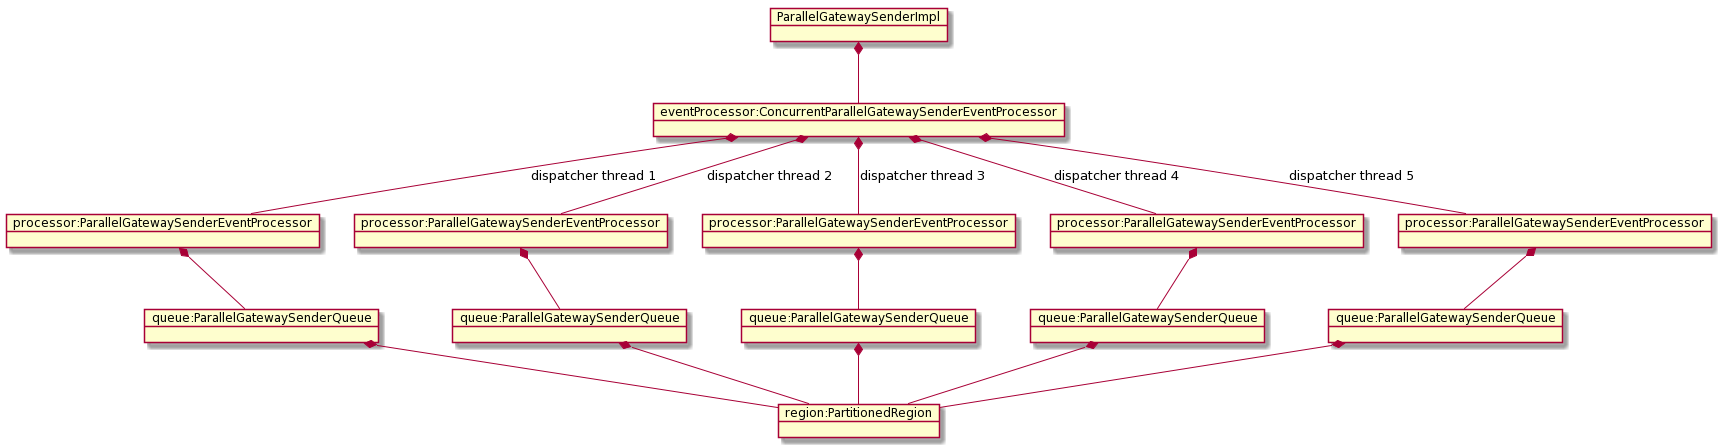 ParallelGatewaySenderImpl
eventProcessor:ConcurrentParallelGatewaySenderEventProcessor
dispatcher thread 1
dispatcher thread 2
dispatcher thread 3
dispatcher thread 4
dispatcher thread 5
processor:ParallelGatewaySenderEventProcessor
processor:ParallelGatewaySenderEventProcessor
processor:ParallelGatewaySenderEventProcessor
processor:ParallelGatewaySenderEventProcessor
processor:ParallelGatewaySenderEventProcessor
queue:ParallelGatewaySenderQueue
queue:ParallelGatewaySenderQueue
queue:ParallelGatewaySenderQueue
queue:ParallelGatewaySenderQueue
queue:ParallelGatewaySenderQueue
region:PartitionedRegion